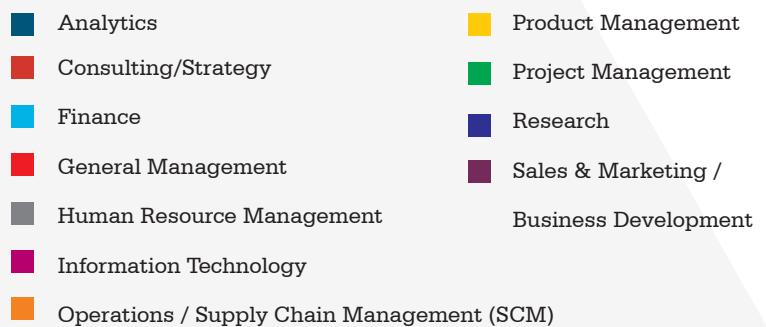 Analytics
Consulting/Strategy
Finance
General Management
Human Resource Management
Information Technology
Operations / Supply Chain Management (SCM)
Product Management
Project Management
Research
Sales & Marketing /
Business Development